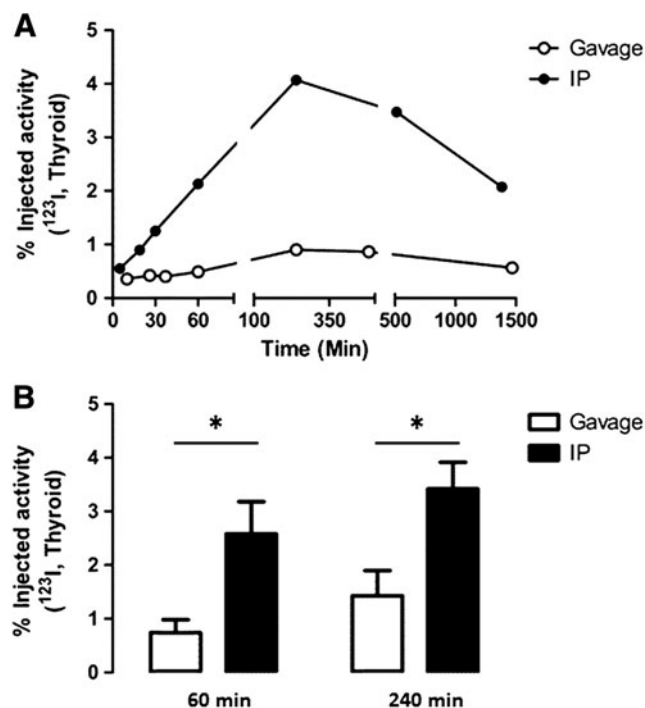 A
% Injected activity
(¹²³I, Thyroid)
5
4
3
2
1
0
0 30 60 100 350 500 1000 1500
Time (Min)
Gavage
IP
B
% Injected activity
(¹²³I, Thyroid)
5
4
3
2
1
0
* *
60 min 240 min
Gavage
IP